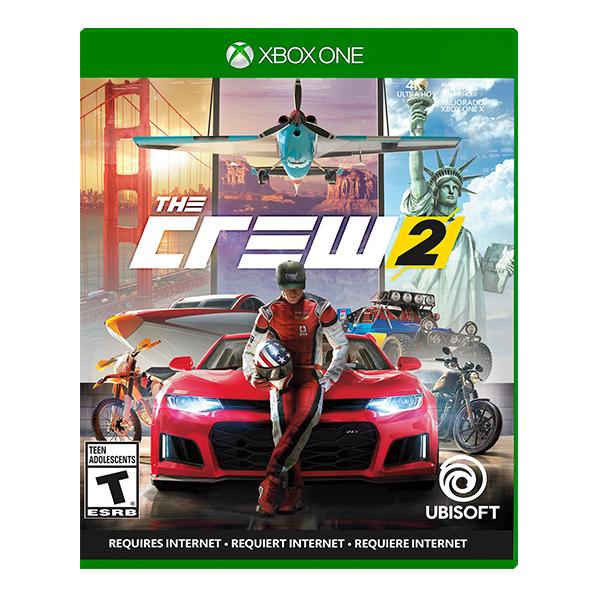 XBOX ONE
4K
ULTRA HD
MEJORADO
XBOX ONE X
THE
CREW 2
TEEN
ADOLESCENTS
T
ESRB
UBISOFT
REQUIRES INTERNET • REQUIERT INTERNET • REQUIERE INTERNET